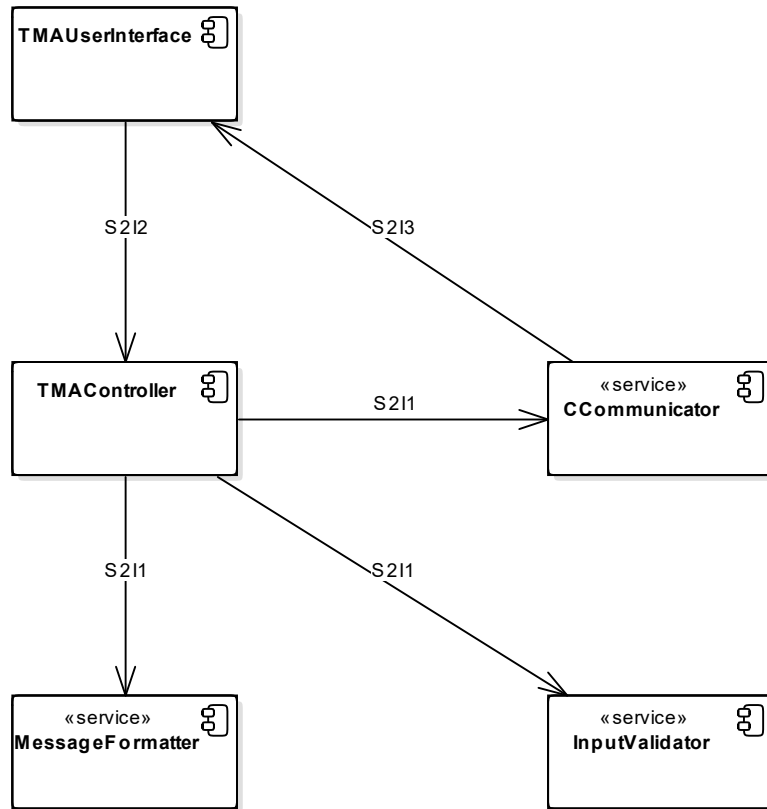 TMAUserInterface
S2I2
S2I3
TMAController
S2I1
«service»
CCommunicator
S2I1
S2I1
«service»
MessageFormatter
«service»
InputValidator